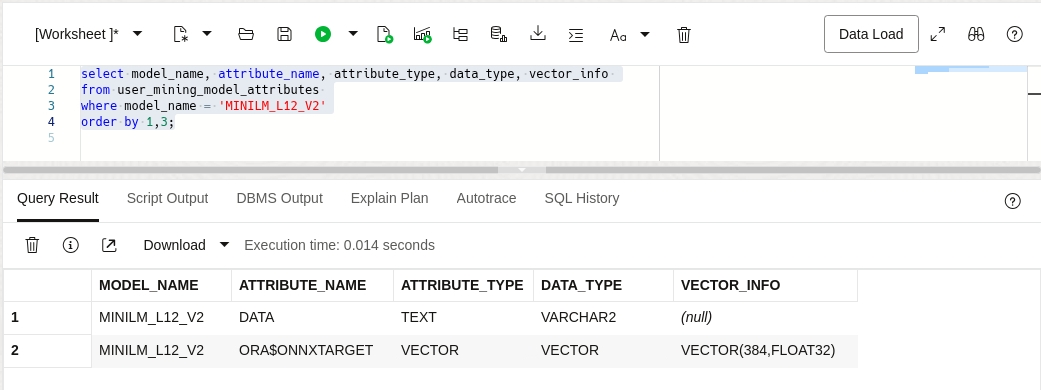 [Worksheet ]*
Aa
Data Load
1 select model_name, attribute_name, attribute_type, data_type, vector_info
2 from user_mining_model_attributes
3 where model_name = 'MINILM_L12_V2'
4 order by 1,3;
5
Query Result Script Output DBMS Output Explain Plan Autotrace SQL History
Download Execution time: 0.014 seconds
MODEL_NAME ATTRIBUTE_NAME ATTRIBUTE_TYPE DATA_TYPE VECTOR_INFO
1 MINILM_L12_V2 DATA TEXT VARCHAR2 (null)
2 MINILM_L12_V2 ORA$ONNXTARGET VECTOR VECTOR VECTOR(384,FLOAT32)